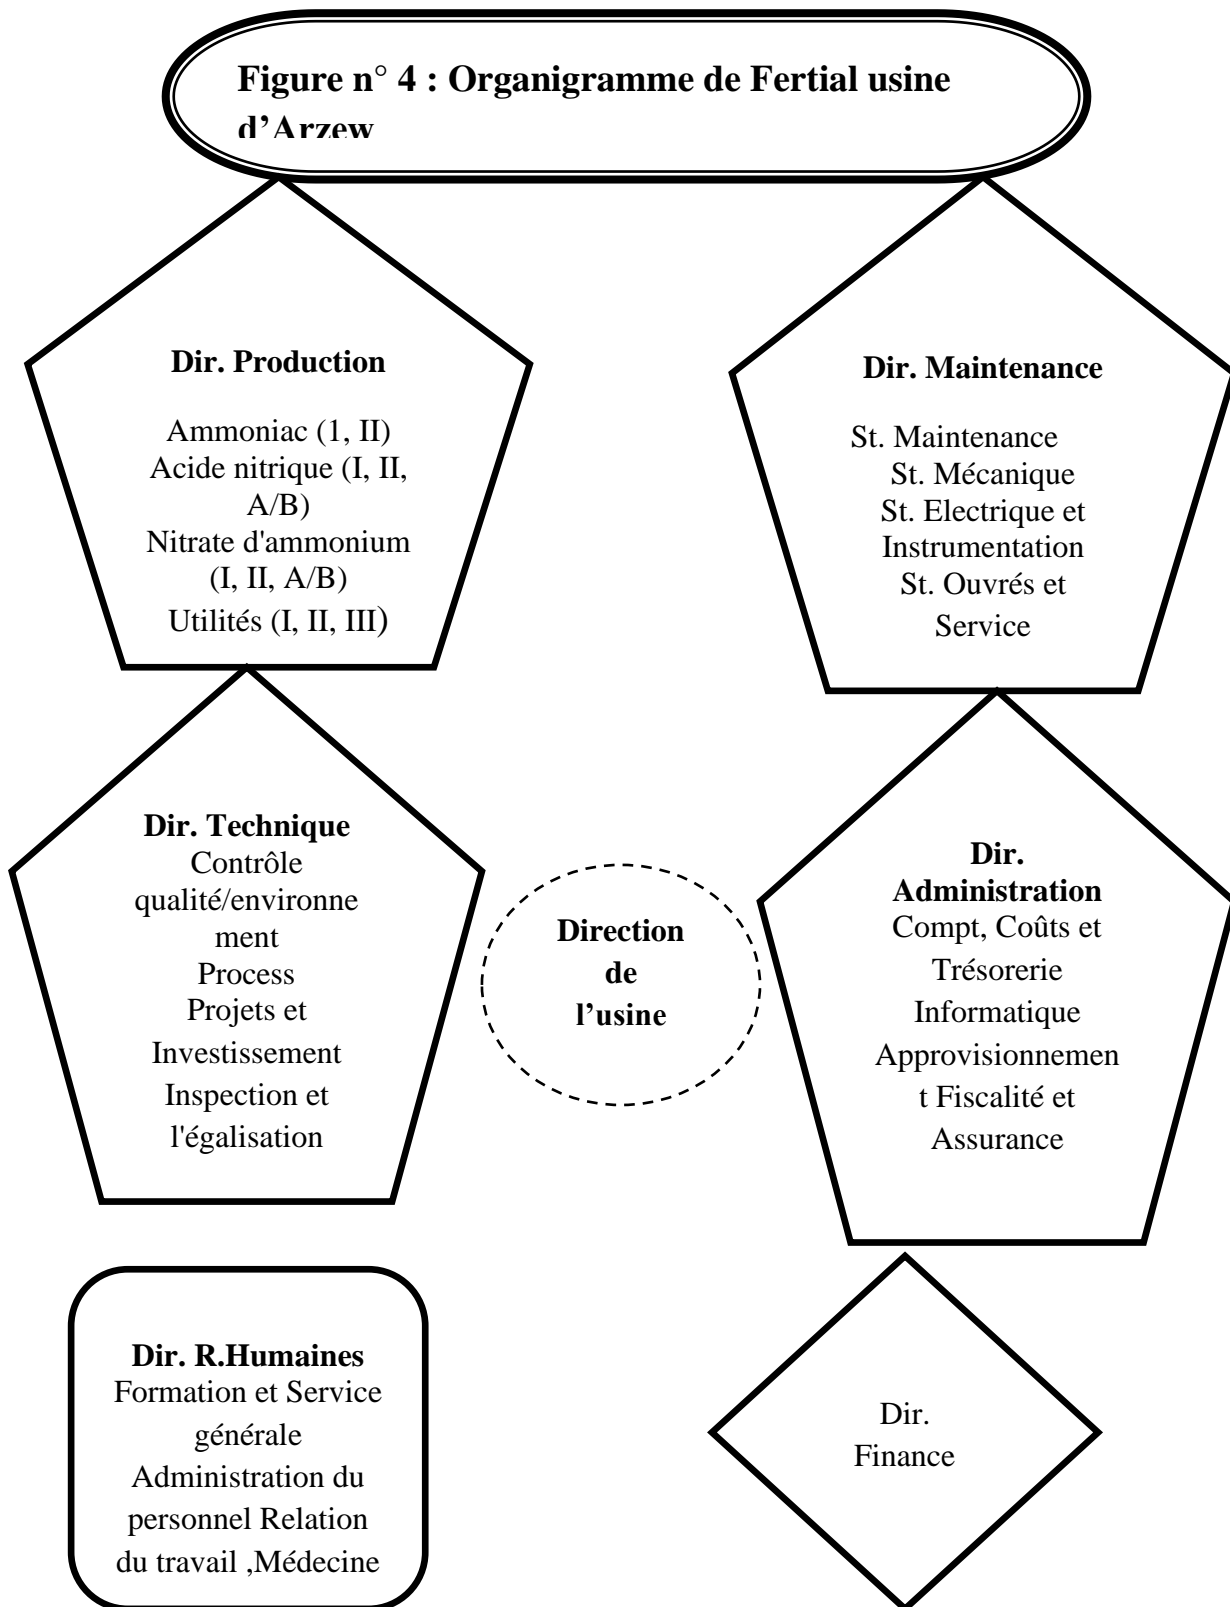 Figure n° 4 : Organigramme de Fertial usine
d’Arzew
Dir. Production
Ammoniac (1, II)
Acide nitrique (I, II,
A/B)
Nitrate d'ammonium
(I, II, A/B)
Utilités (I, II, III)
Dir. Maintenance
St. Maintenance
St. Mécanique
St. Electrique et
Instrumentation
St. Ouvrés et
Service
Dir. Technique
Contrôle
qualité/environne
ment
Process
Projets et
Investissement
Inspection et
l'égalisation
Direction
de
l’usine
Dir.
Administration
Compt, Coûts et
Trésorerie
Informatique
Approvisionnemen
t Fiscalité et
Assurance
Dir. R.Humaines
Formation et Service
générale
Administration du
personnel Relation
du travail ,Médecine
Dir.
Finance